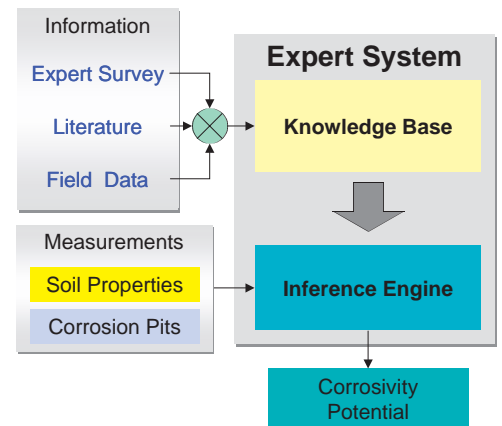 Information
Expert Survey
Literature
Field Data
Expert System
Knowledge Base
Measurements
Soil Properties
Corrosion Pits
Inference Engine
Corrosivity
Potential